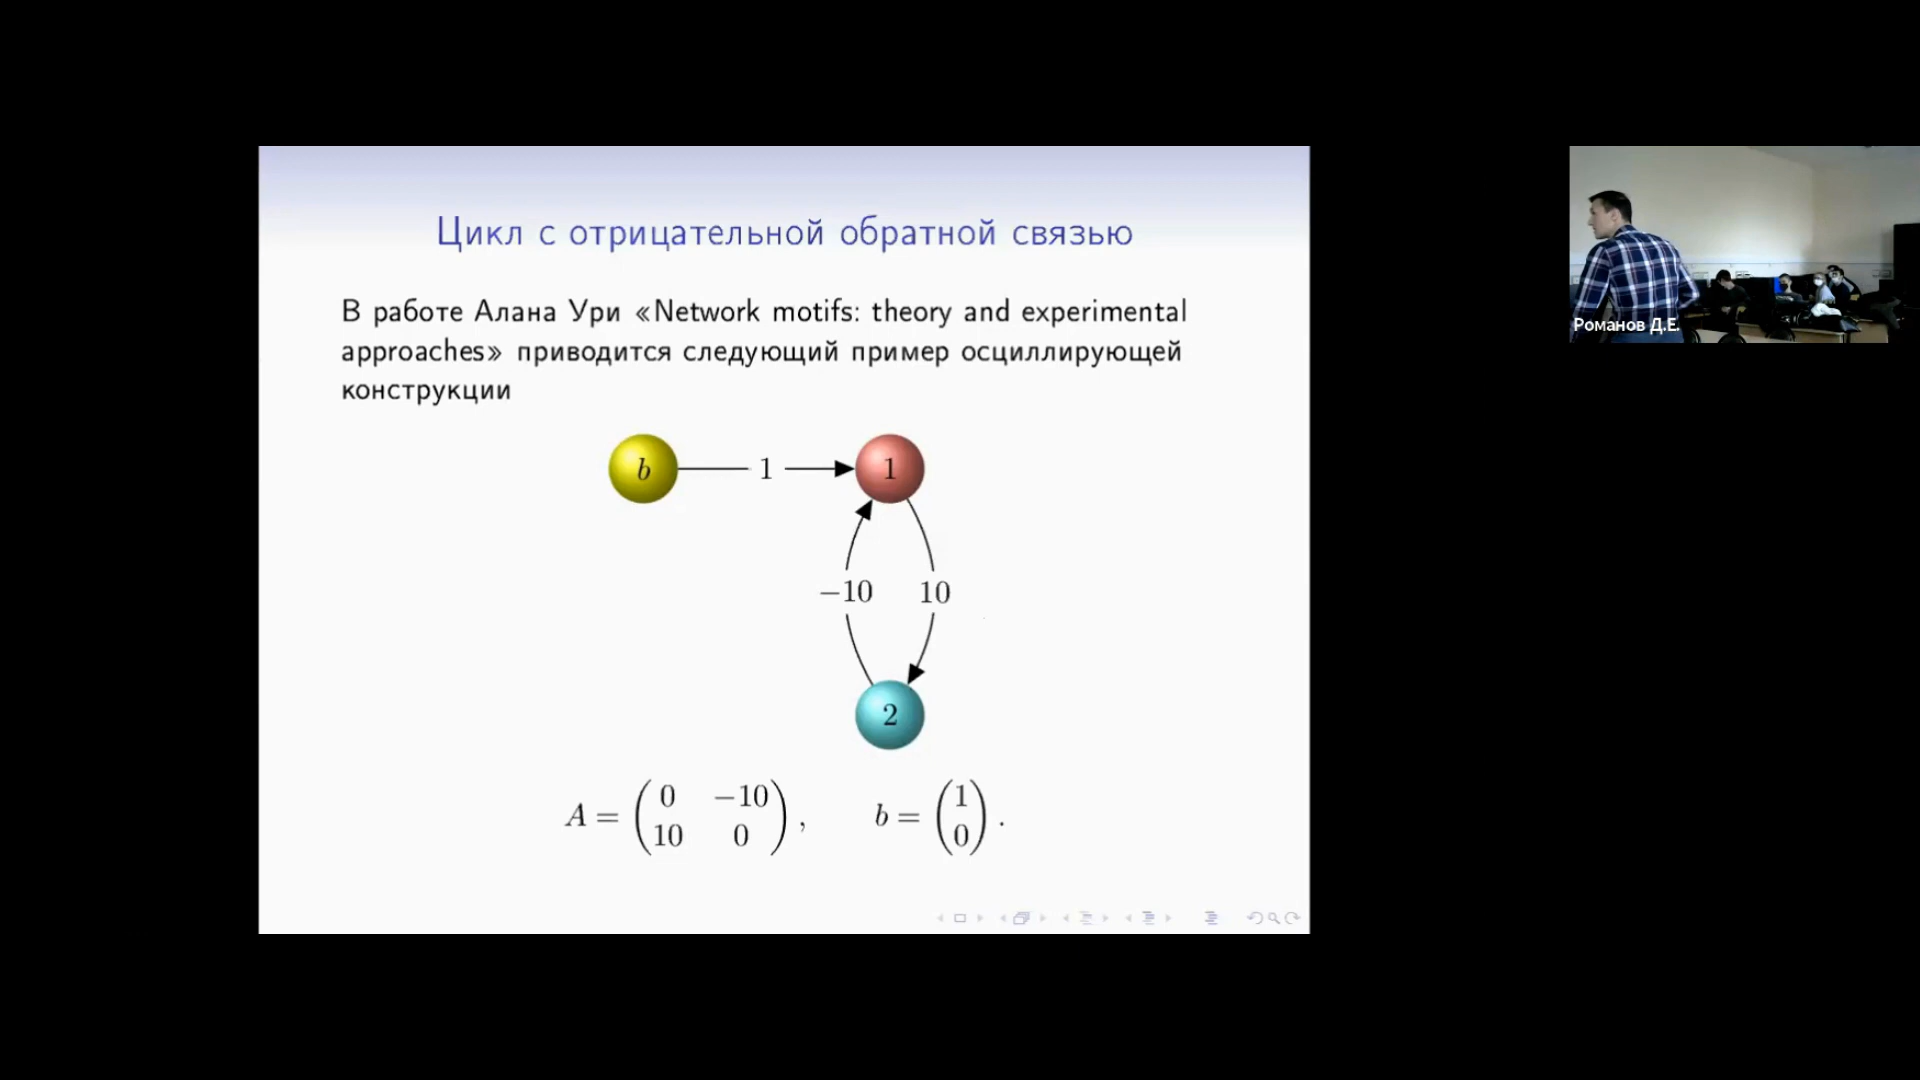 Цикл с отрицательной обратной связью
В работе Алана Ури «Network motifs: theory and experimental
approaches» приводится следующий пример осциллирующей
конструкции
b 1 1
−10 10
2
A = ( 0 −10 ; 10 0 ) , b = ( 1 ; 0 ) .
Романов Д.Е.